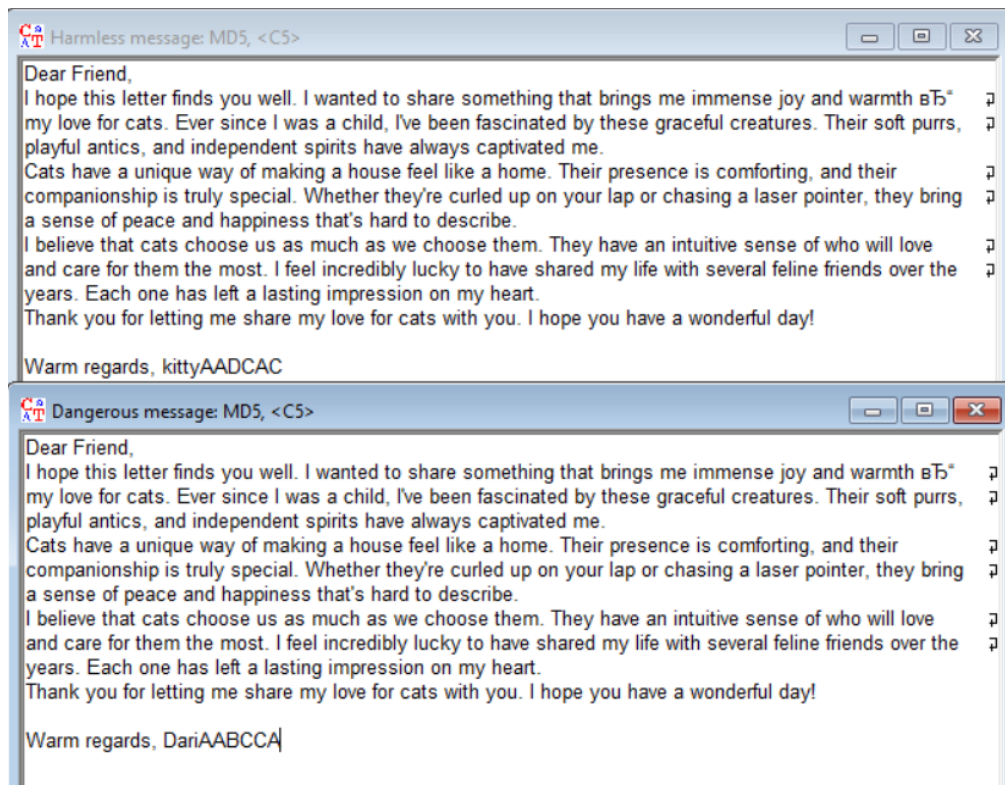 Harmless message: MD5, <C5>
Dear Friend,
I hope this letter finds you well. I wanted to share something that brings me immense joy and warmth вЂ“
my love for cats. Ever since I was a child, I've been fascinated by these graceful creatures. Their soft purrs,
playful antics, and independent spirits have always captivated me.
Cats have a unique way of making a house feel like a home. Their presence is comforting, and their
companionship is truly special. Whether they're curled up on your lap or chasing a laser pointer, they bring
a sense of peace and happiness that's hard to describe.
I believe that cats choose us as much as we choose them. They have an intuitive sense of who will love
and care for them the most. I feel incredibly lucky to have shared my life with several feline friends over the
years. Each one has left a lasting impression on my heart.
Thank you for letting me share my love for cats with you. I hope you have a wonderful day!
Warm regards, kittyAADCAC
Dangerous message: MD5, <C5>
Dear Friend,
I hope this letter finds you well. I wanted to share something that brings me immense joy and warmth вЂ“
my love for cats. Ever since I was a child, I've been fascinated by these graceful creatures. Their soft purrs,
playful antics, and independent spirits have always captivated me.
Cats have a unique way of making a house feel like a home. Their presence is comforting, and their
companionship is truly special. Whether they're curled up on your lap or chasing a laser pointer, they bring
a sense of peace and happiness that's hard to describe.
I believe that cats choose us as much as we choose them. They have an intuitive sense of who will love
and care for them the most. I feel incredibly lucky to have shared my life with several feline friends over the
years. Each one has left a lasting impression on my heart.
Thank you for letting me share my love for cats with you. I hope you have a wonderful day!
Warm regards, DariAABCCA